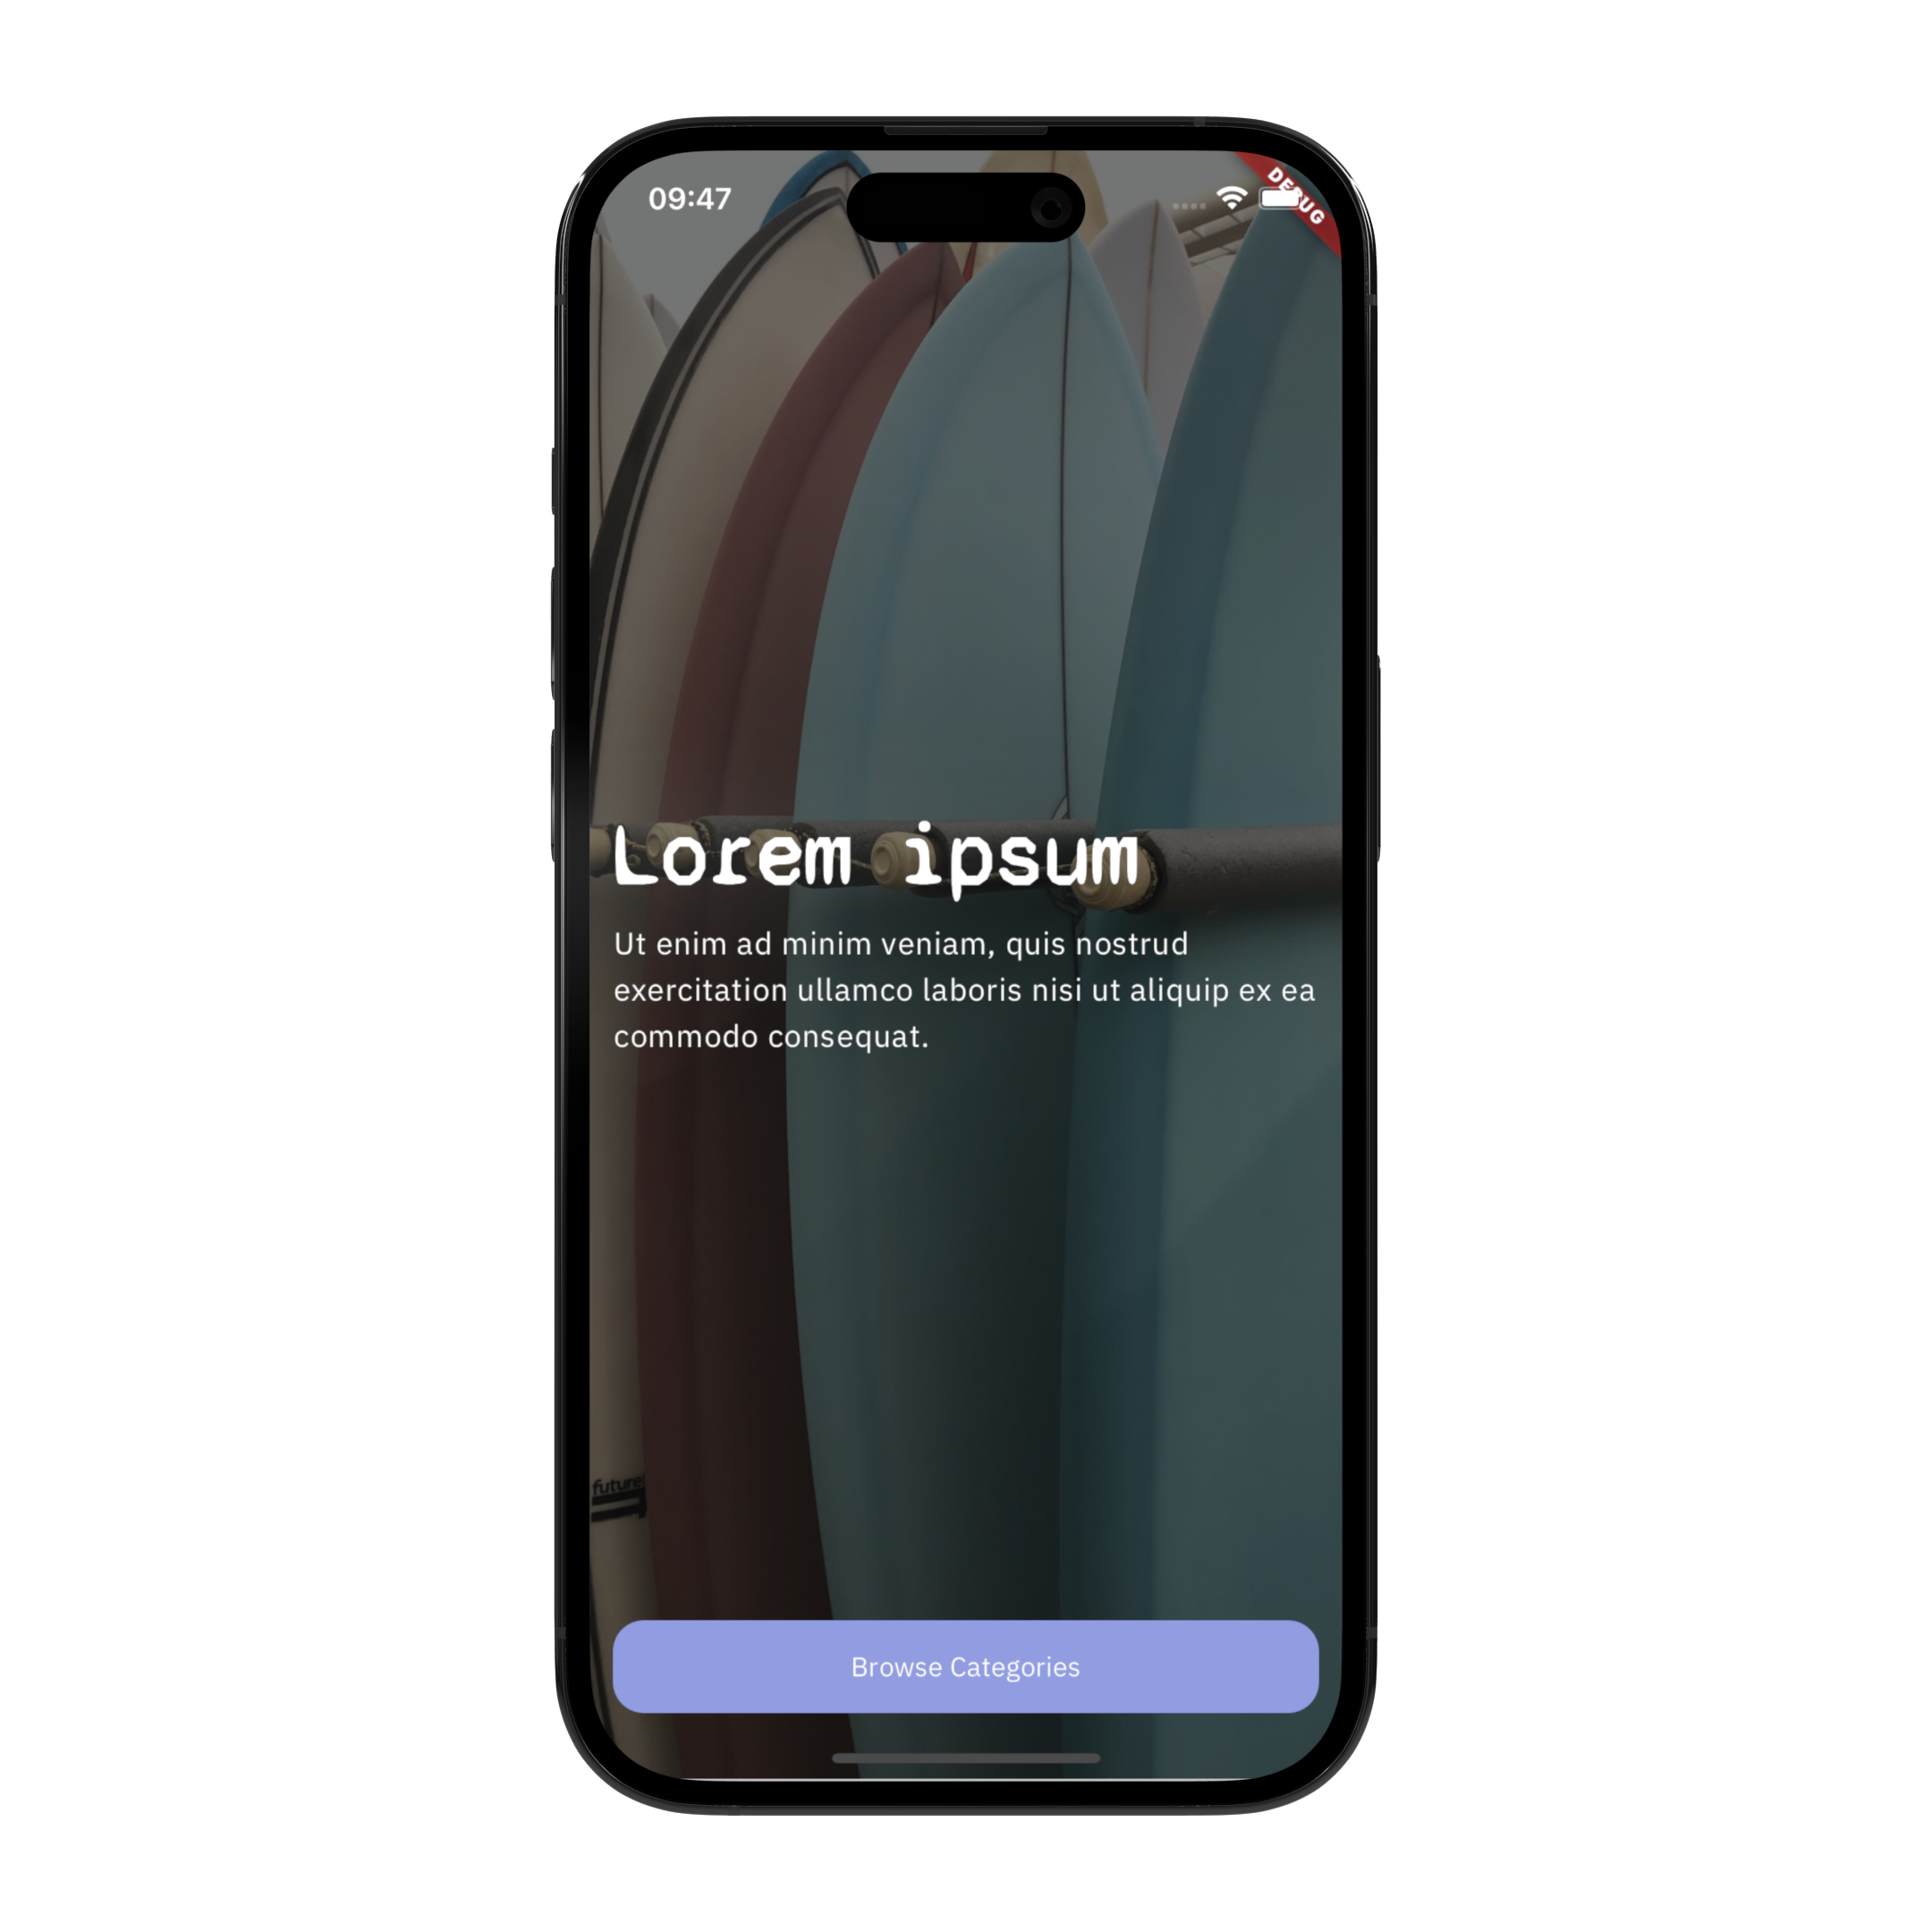 09:47
DEBUG
Lorem ipsum
Ut enim ad minim veniam, quis nostrud
exercitation ullamco laboris nisi ut aliquip ex ea
commodo consequat.
future
Browse Categories